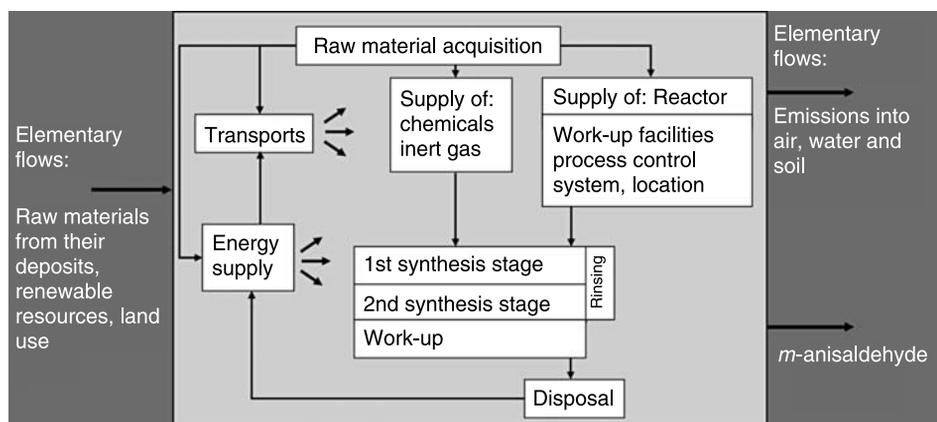 Elementary
flows:
Raw materials
from their
deposits,
renewable
resources, land
use
Raw material acquisition
Transports
Energy
supply
Supply of:
chemicals
inert gas
Supply of: Reactor
Work-up facilities
process control
system, location
1st synthesis stage
2nd synthesis stage
Rinsing
Work-up
Disposal
Elementary
flows:
Emissions into
air, water and
soil
m-anisaldehyde